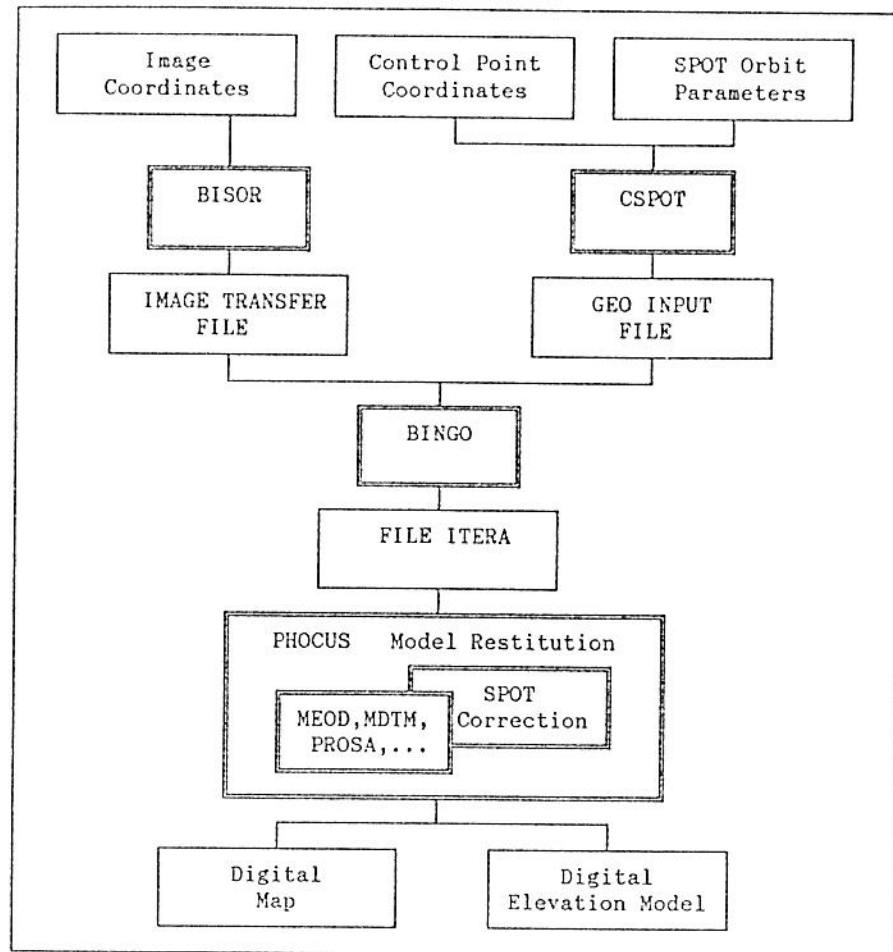 Image
Coordinates
Control Point
Coordinates
SPOT Orbit
Parameters
BISOR
CSPOT
IMAGE TRANSFER
FILE
GEO INPUT
FILE
BINGO
FILE ITERA
PHOCUS Model Restitution
SPOT
Correction
MEOD,MDTM,
PROSA,...
Digital
Map
Digital
Elevation Model